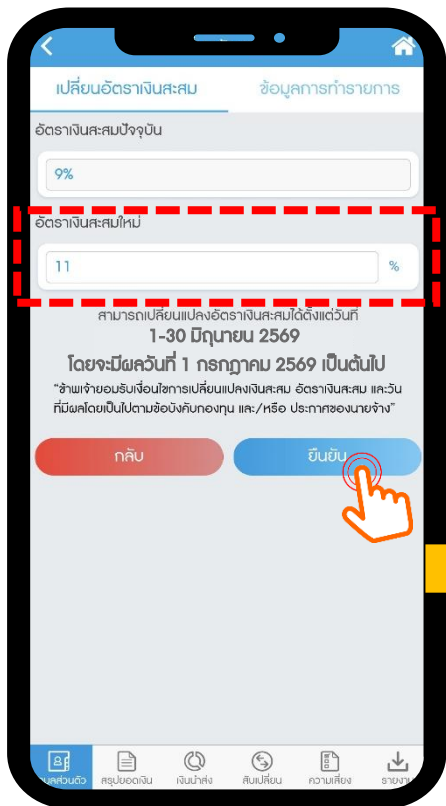 เปลี่ยนอัตราเงินสะสม ข้อมูลการทำรายการ
อัตราเงินสะสมปัจจุบัน
9%
อัตราเงินสะสมใหม่
11 %
สามารถเปลี่ยนแปลงอัตราเงินสะสมได้ตั้งแต่วันที่
1-30 มิถุนายน 2569
โดยจะมีผลวันที่ 1 กรกฎาคม 2569 เป็นต้นไป
“ข้าพเจ้ายอมรับเงื่อนไขการเปลี่ยนแปลงเงินสะสม อัตราเงินสะสม และวัน
ที่มีผลโดยเป็นไปตามข้อบังคับกองทุน และ/หรือ ประกาศของนายจ้าง”
กลับ ยืนยัน
มูลส่วนตัว สรุปยอดเงิน เงินนำส่ง สับเปลี่ยน ความเสี่ยง รายงาน